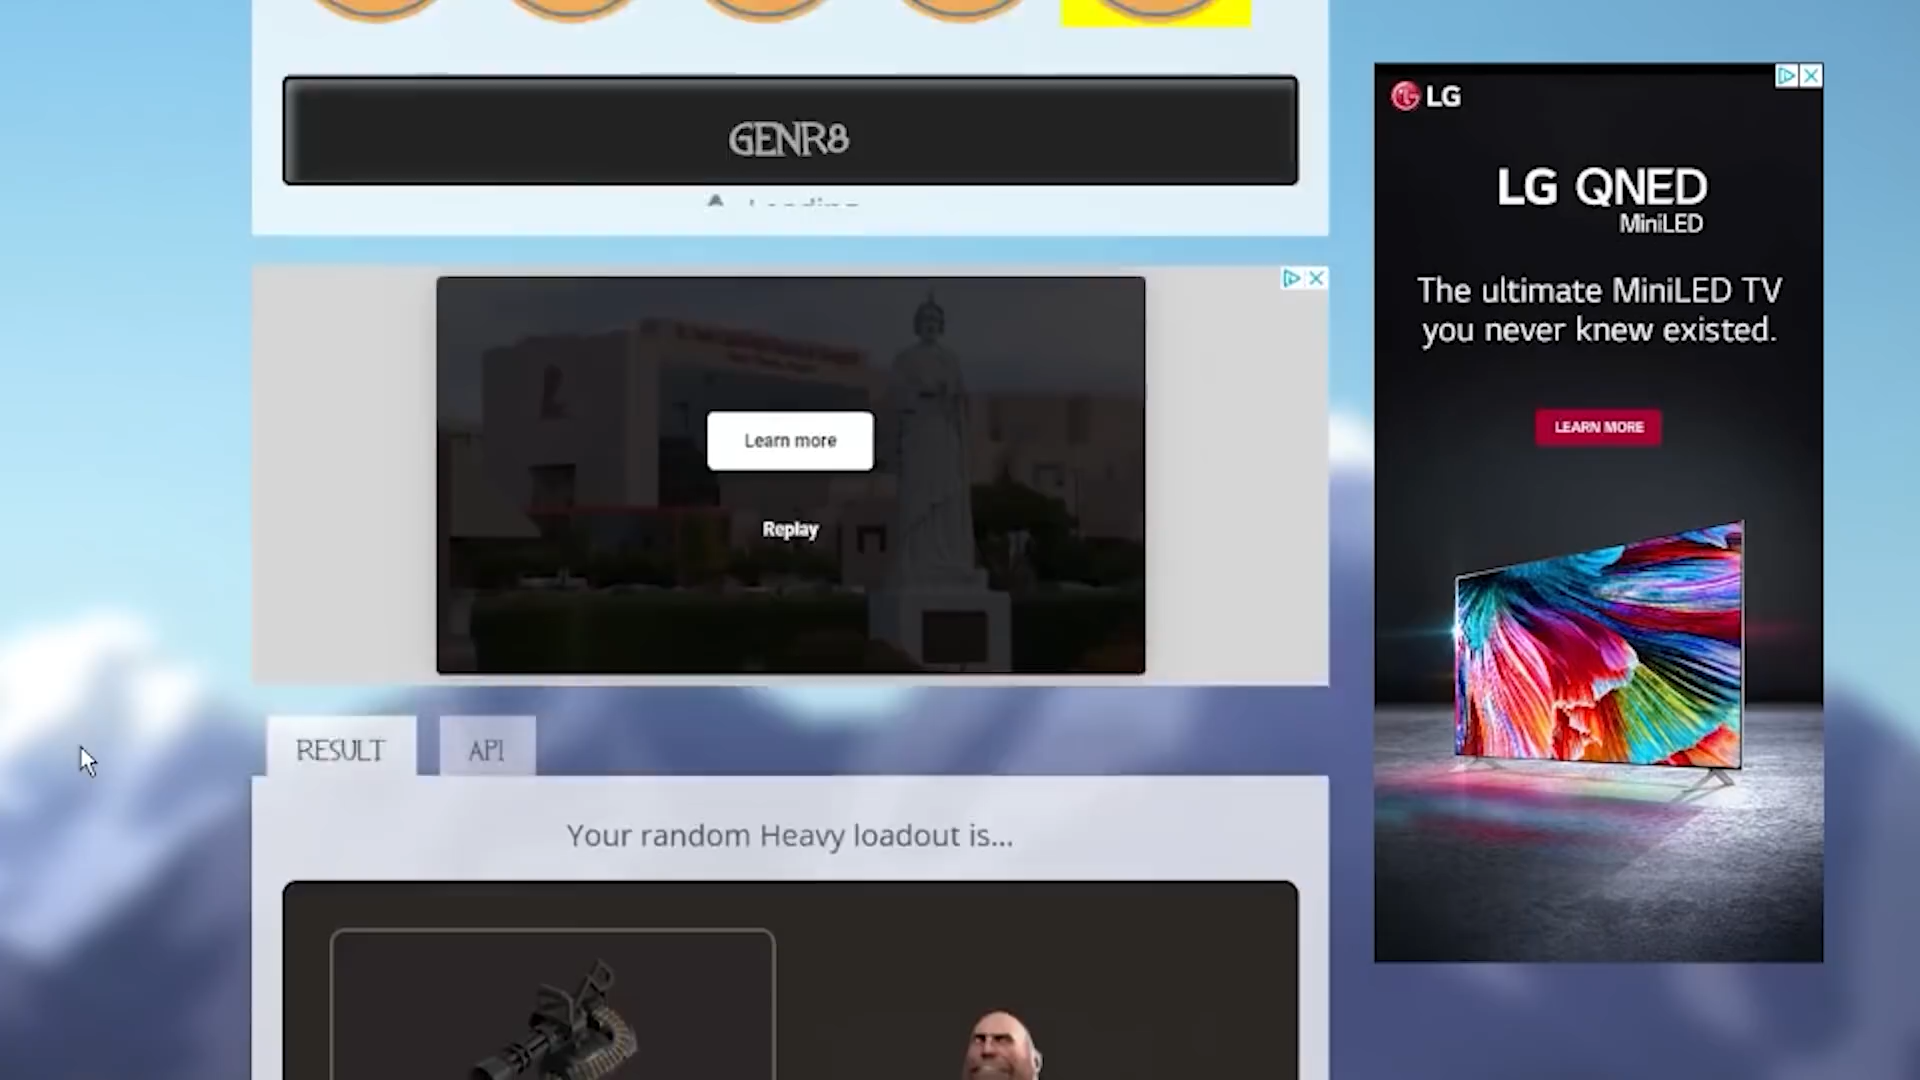 GENR8
Learn more
Replay
RESULT
API
Your random Heavy loadout is...
LG
LG QNED
MiniLED
The ultimate MiniLED TV
you never knew existed.
LEARN MORE